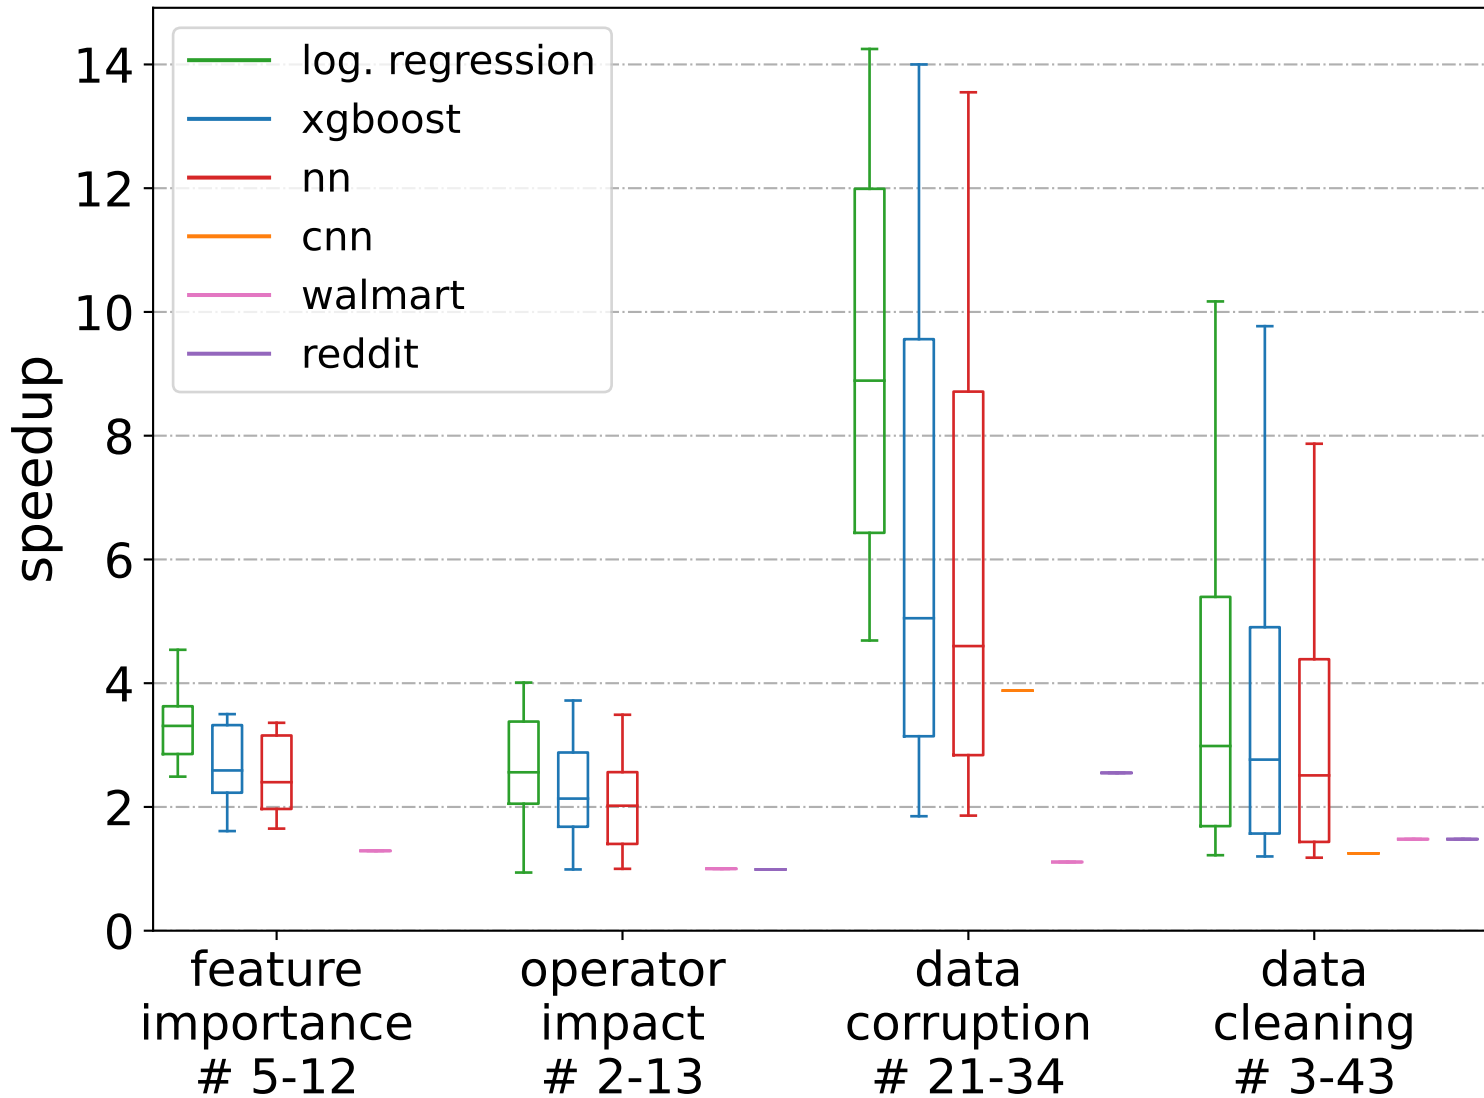 speedup
14
12
10
8
6
4
2
0
log. regression
xgboost
nn
cnn
walmart
reddit
feature
importance
# 5-12
operator
impact
# 2-13
data
corruption
# 21-34
data
cleaning
# 3-43